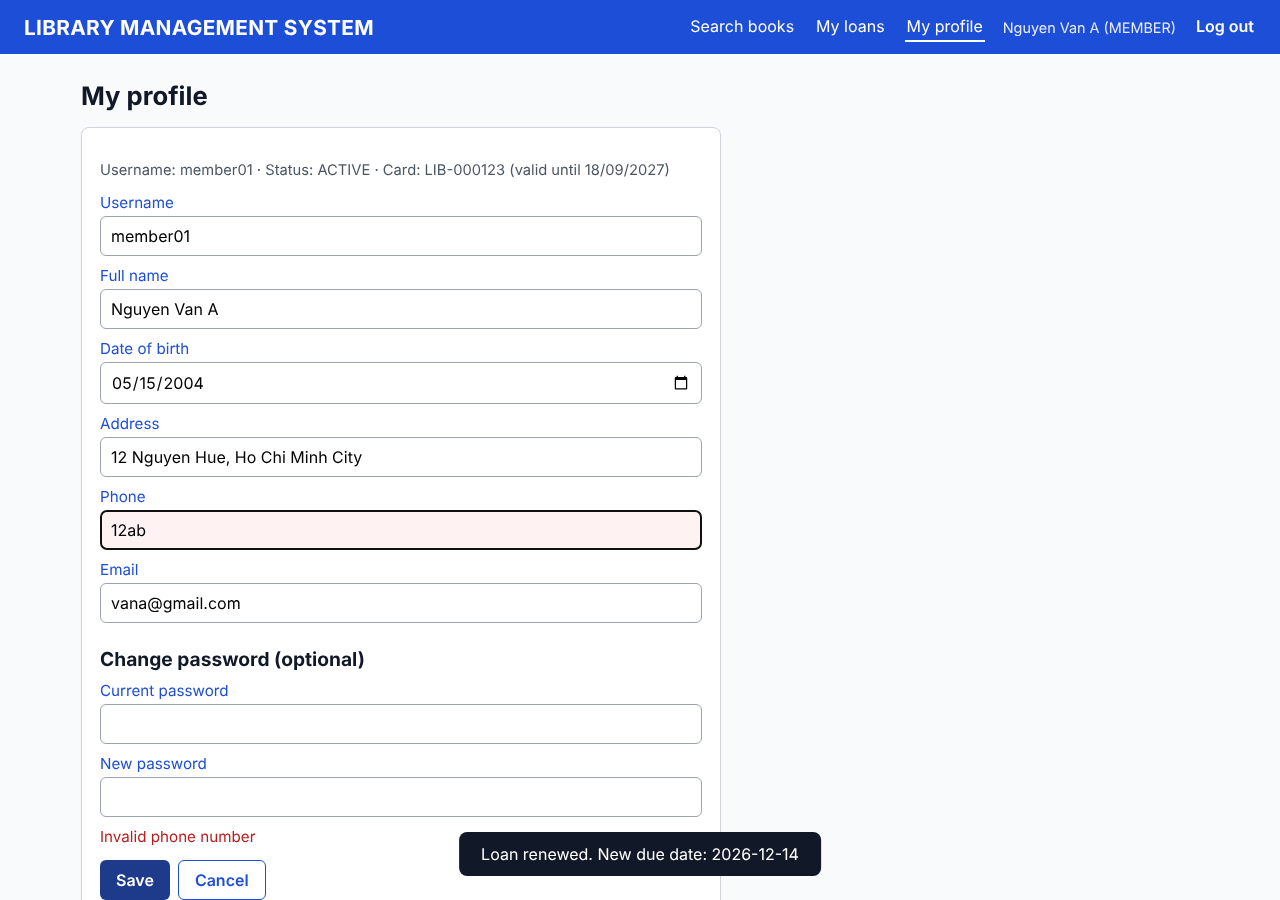 LIBRARY MANAGEMENT SYSTEM
Search books My loans My profile Nguyen Van A (MEMBER) Log out
My profile
Username: member01 · Status: ACTIVE · Card: LIB-000123 (valid until 18/09/2027)
Username
member01
Full name
Nguyen Van A
Date of birth
05/15/2004
Address
12 Nguyen Hue, Ho Chi Minh City
Phone
12ab
Email
vana@gmail.com
Change password (optional)
Current password
New password
Invalid phone number
Loan renewed. New due date: 2026-12-14
Save Cancel